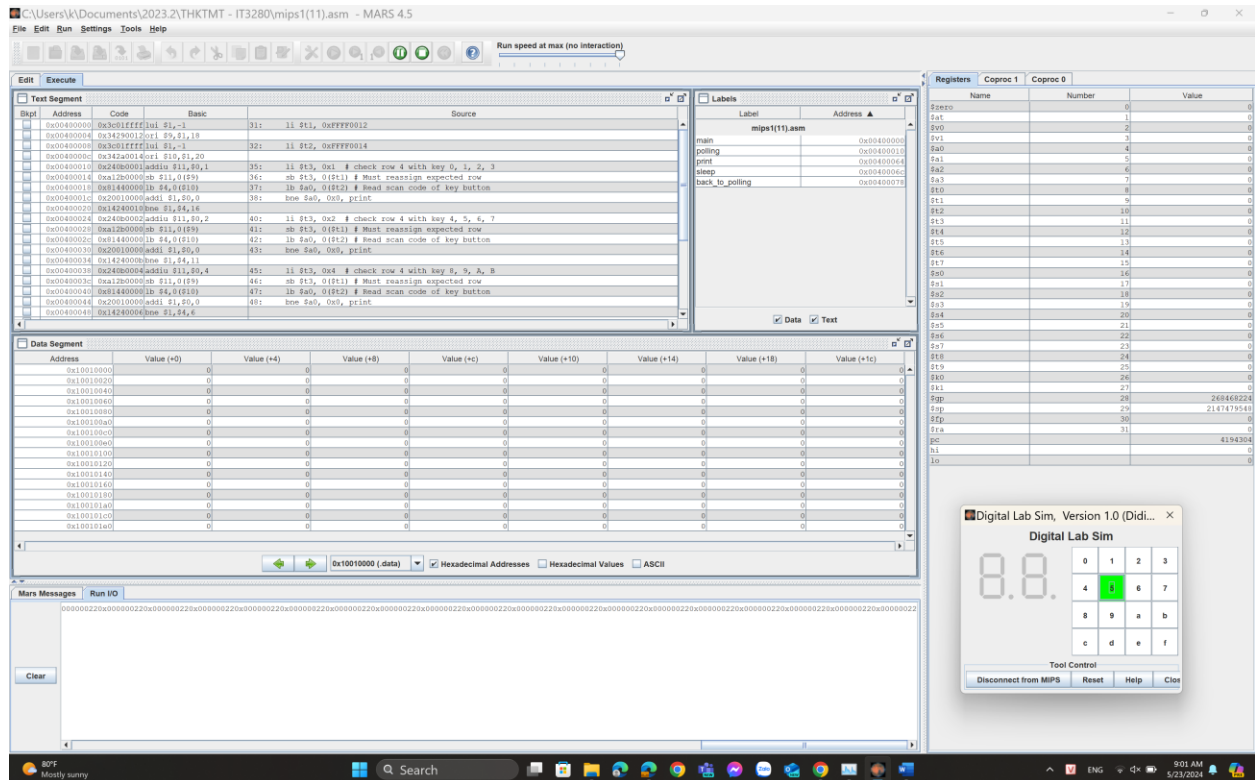 C:\Users\k\Documents\2023.2\THKTMT - IT3280\mips1(11).asm - MARS 4.5
File Edit Run Settings Tools Help
Run speed at max (no interaction)
Edit Execute
Text Segment
Bkpt Address Code Basic Source
0x00400000 0x3c01ffff lui $1,-1 31: li $t1, 0xFFFF0012
0x00400004 0x34290012 ori $9,$1,18
0x00400008 0x3c01ffff lui $1,-1 32: li $t2, 0xFFFF0014
0x0040000c 0x342a0014 ori $10,$1,20
0x00400010 0x240b0001 addiu $11,$0,1 35: li $t3, 0x1 # check row 4 with key 0, 1, 2, 3
0x00400014 0xa12b0000 sb $11,0($9) 36: sb $t3, 0($t1) # Must reassign expected row
0x00400018 0x81440000 lb $4,0($10) 37: lb $a0, 0($t2) # Read scan code of key button
0x0040001c 0x20010000 addi $1,$0,0 38: bne $a0, 0x0, print
0x00400020 0x14240010 bne $1,$4,16
0x00400024 0x240b0002 addiu $11,$0,2 40: li $t3, 0x2 # check row 4 with key 4, 5, 6, 7
0x00400028 0xa12b0000 sb $11,0($9) 41: sb $t3, 0($t1) # Must reassign expected row
0x0040002c 0x81440000 lb $4,0($10) 42: lb $a0, 0($t2) # Read scan code of key button
0x00400030 0x20010000 addi $1,$0,0 43: bne $a0, 0x0, print
0x00400034 0x1424000b bne $1,$4,11
0x00400038 0x240b0004 addiu $11,$0,4 45: li $t3, 0x4 # check row 4 with key 8, 9, A, B
0x0040003c 0xa12b0000 sb $11,0($9) 46: sb $t3, 0($t1) # Must reassign expected row
0x00400040 0x81440000 lb $4,0($10) 47: lb $a0, 0($t2) # Read scan code of key button
0x00400044 0x20010000 addi $1,$0,0 48: bne $a0, 0x0, print
0x00400048 0x14240006 bne $1,$4,6
Labels
Label Address ▲
mips1(11).asm
main 0x00400000
polling 0x00400010
print 0x00400064
sleep 0x0040006c
back_to_polling 0x00400078
Data Text
Data Segment
Address Value (+0) Value (+4) Value (+8) Value (+c) Value (+10) Value (+14) Value (+18) Value (+1c)
0x10010000 0 0 0 0 0 0 0 0
0x10010020 0 0 0 0 0 0 0 0
0x10010040 0 0 0 0 0 0 0 0
0x10010060 0 0 0 0 0 0 0 0
0x10010080 0 0 0 0 0 0 0 0
0x100100a0 0 0 0 0 0 0 0 0
0x100100c0 0 0 0 0 0 0 0 0
0x100100e0 0 0 0 0 0 0 0 0
0x10010100 0 0 0 0 0 0 0 0
0x10010120 0 0 0 0 0 0 0 0
0x10010140 0 0 0 0 0 0 0 0
0x10010160 0 0 0 0 0 0 0 0
0x10010180 0 0 0 0 0 0 0 0
0x100101a0 0 0 0 0 0 0 0 0
0x100101c0 0 0 0 0 0 0 0 0
0x100101e0 0 0 0 0 0 0 0 0
0x10010000 (.data) Hexadecimal Addresses Hexadecimal Values ASCII
Mars Messages Run I/O
000000220x000000220x000000220x000000220x000000220x000000220x000000220x000000220x000000220x000000220x000000220x000000220x000000220x000000220x000000220x00000022
Clear
Registers Coproc 1 Coproc 0
Name Number Value
$zero 0 0
$at 1 0
$v0 2 0
$v1 3 0
$a0 4 0
$a1 5 0
$a2 6 0
$a3 7 0
$t0 8 0
$t1 9 0
$t2 10 0
$t3 11 0
$t4 12 0
$t5 13 0
$t6 14 0
$t7 15 0
$s0 16 0
$s1 17 0
$s2 18 0
$s3 19 0
$s4 20 0
$s5 21 0
$s6 22 0
$s7 23 0
$t8 24 0
$t9 25 0
$k0 26 0
$k1 27 0
$gp 28 268468224
$sp 29 2147479548
$fp 30 0
$ra 31 0
pc 4194304
hi 0
lo 0
Digital Lab Sim, Version 1.0 (Didi...
Digital Lab Sim
8.8.
0 1 2 3
4 5 6 7
8 9 a b
c d e f
Tool Control
Disconnect from MIPS Reset Help Clos
80°F
Mostly sunny
Search
Zalo
V ENG
9:01 AM
5/23/2024